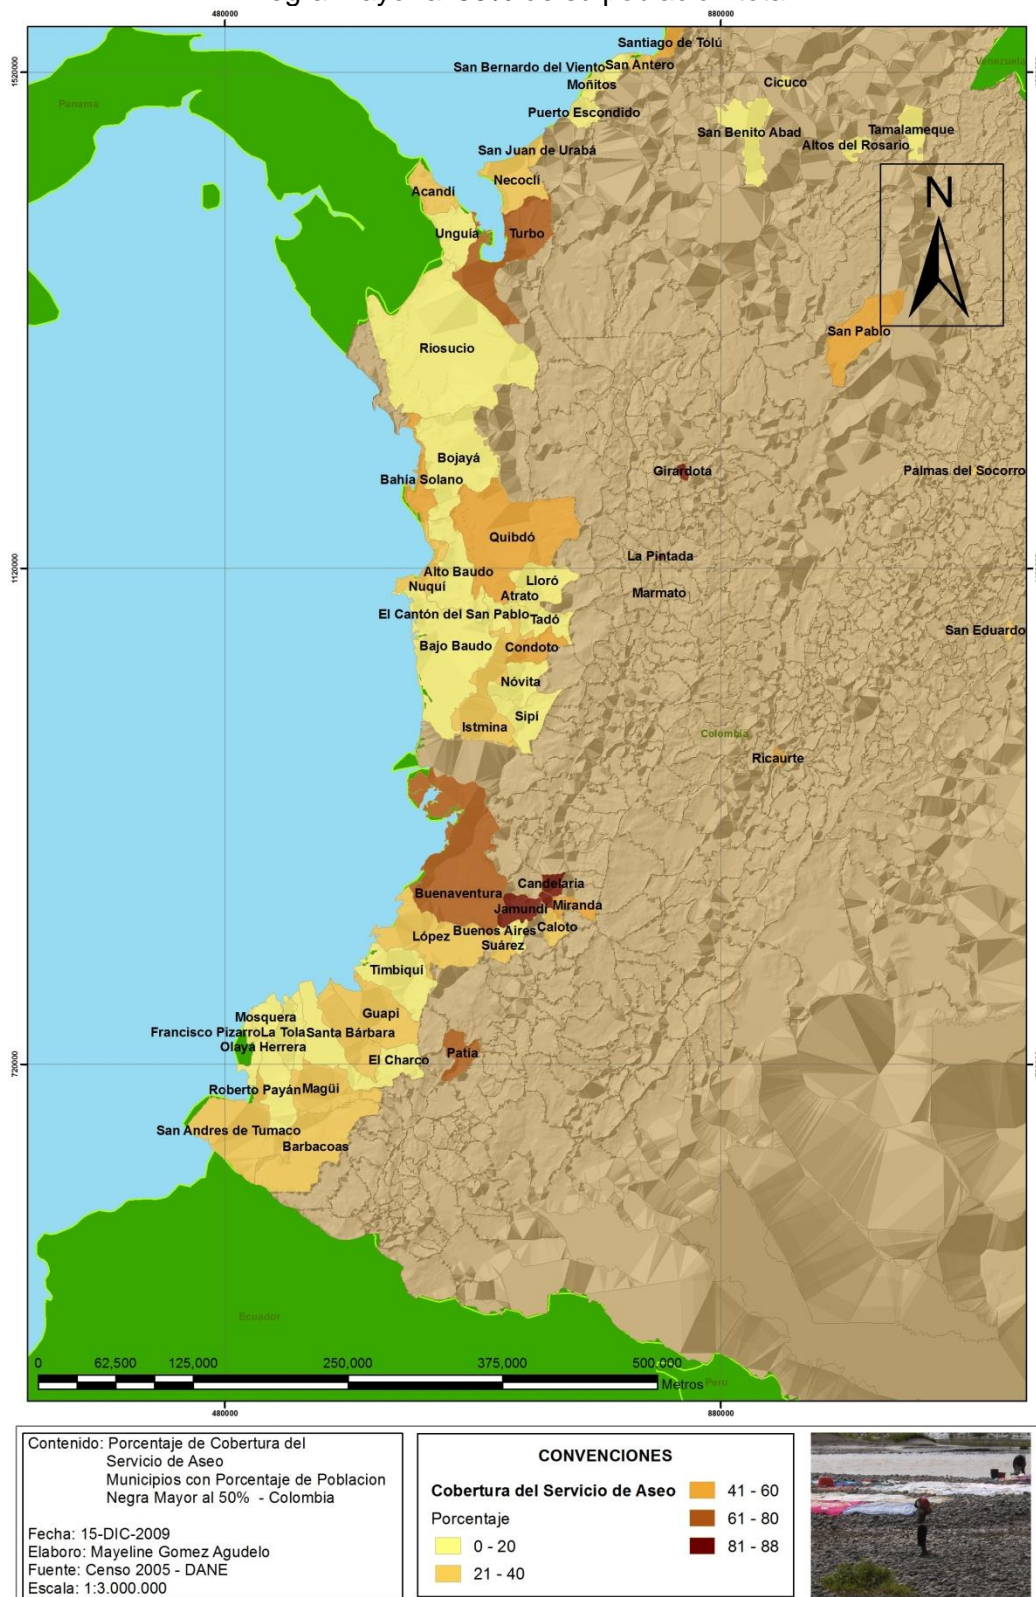 480000
880000
1520000
Santiago de Tolú
San Bernardo del Viento
San Antero
Venezuela
Moñitos
Cicuco
Panama
Puerto Escondido
San Benito Abad
Tamalameque
Altos del Rosario
San Juan de Urabá
Necoclí
Acandí
N
Unguía
Turbo
San Pablo
Riosucio
Bojayá
Girardota
Palmas del Socorro
Bahía Solano
Quibdó
La Pintada
1120000
Alto Baudo
Lloró
Nuquí
Atrato
Marmato
El Cantón del San Pablo
Tadó
San Eduardo
Bajo Baudo
Condoto
Nóvita
Sipí
Istmina
Colombia
Ricaurte
Candelaria
Buenaventura
Jamundí
Miranda
Buenos Aires
Caloto
López
Suárez
Timbiquí
Mosquera
Guapi
Francisco Pizarro
La Tola
Santa Bárbara
Olaya Herrera
El Charco
Patía
720000
Roberto Payán
Magüi
San Andres de Tumaco
Barbacoas
Ecuador
0 62,500 125,000 250,000 375,000 500,000
Metros
Peru
480000
880000
Contenido: Porcentaje de Cobertura del
Servicio de Aseo
Municipios con Porcentaje de Poblacion
Negra Mayor al 50% - Colombia
Fecha: 15-DIC-2009
Elaboro: Mayeline Gomez Agudelo
Fuente: Censo 2005 - DANE
Escala: 1:3.000.000
CONVENCIONES
Cobertura del Servicio de Aseo
Porcentaje
0 - 20
21 - 40
41 - 60
61 - 80
81 - 88